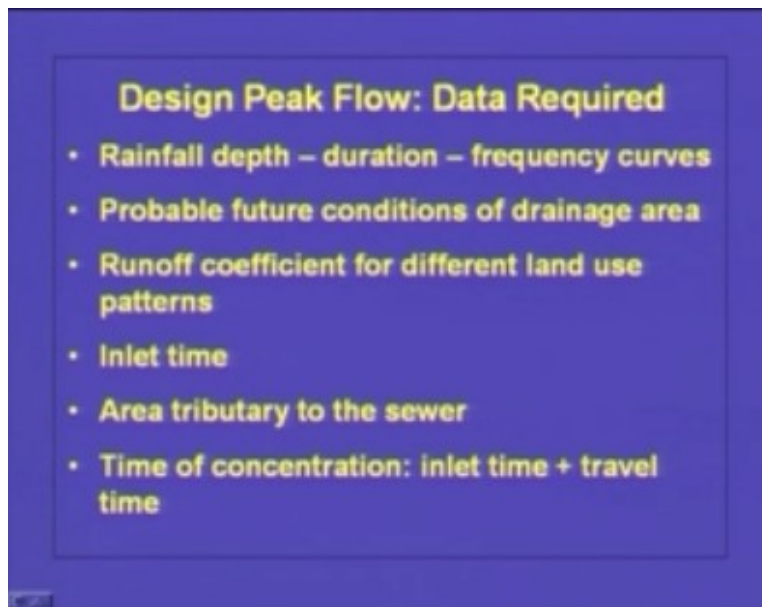 Design Peak Flow: Data Required
• Rainfall depth – duration – frequency curves
• Probable future conditions of drainage area
• Runoff coefficient for different land use
patterns
• Inlet time
• Area tributary to the sewer
• Time of concentration: inlet time + travel
time